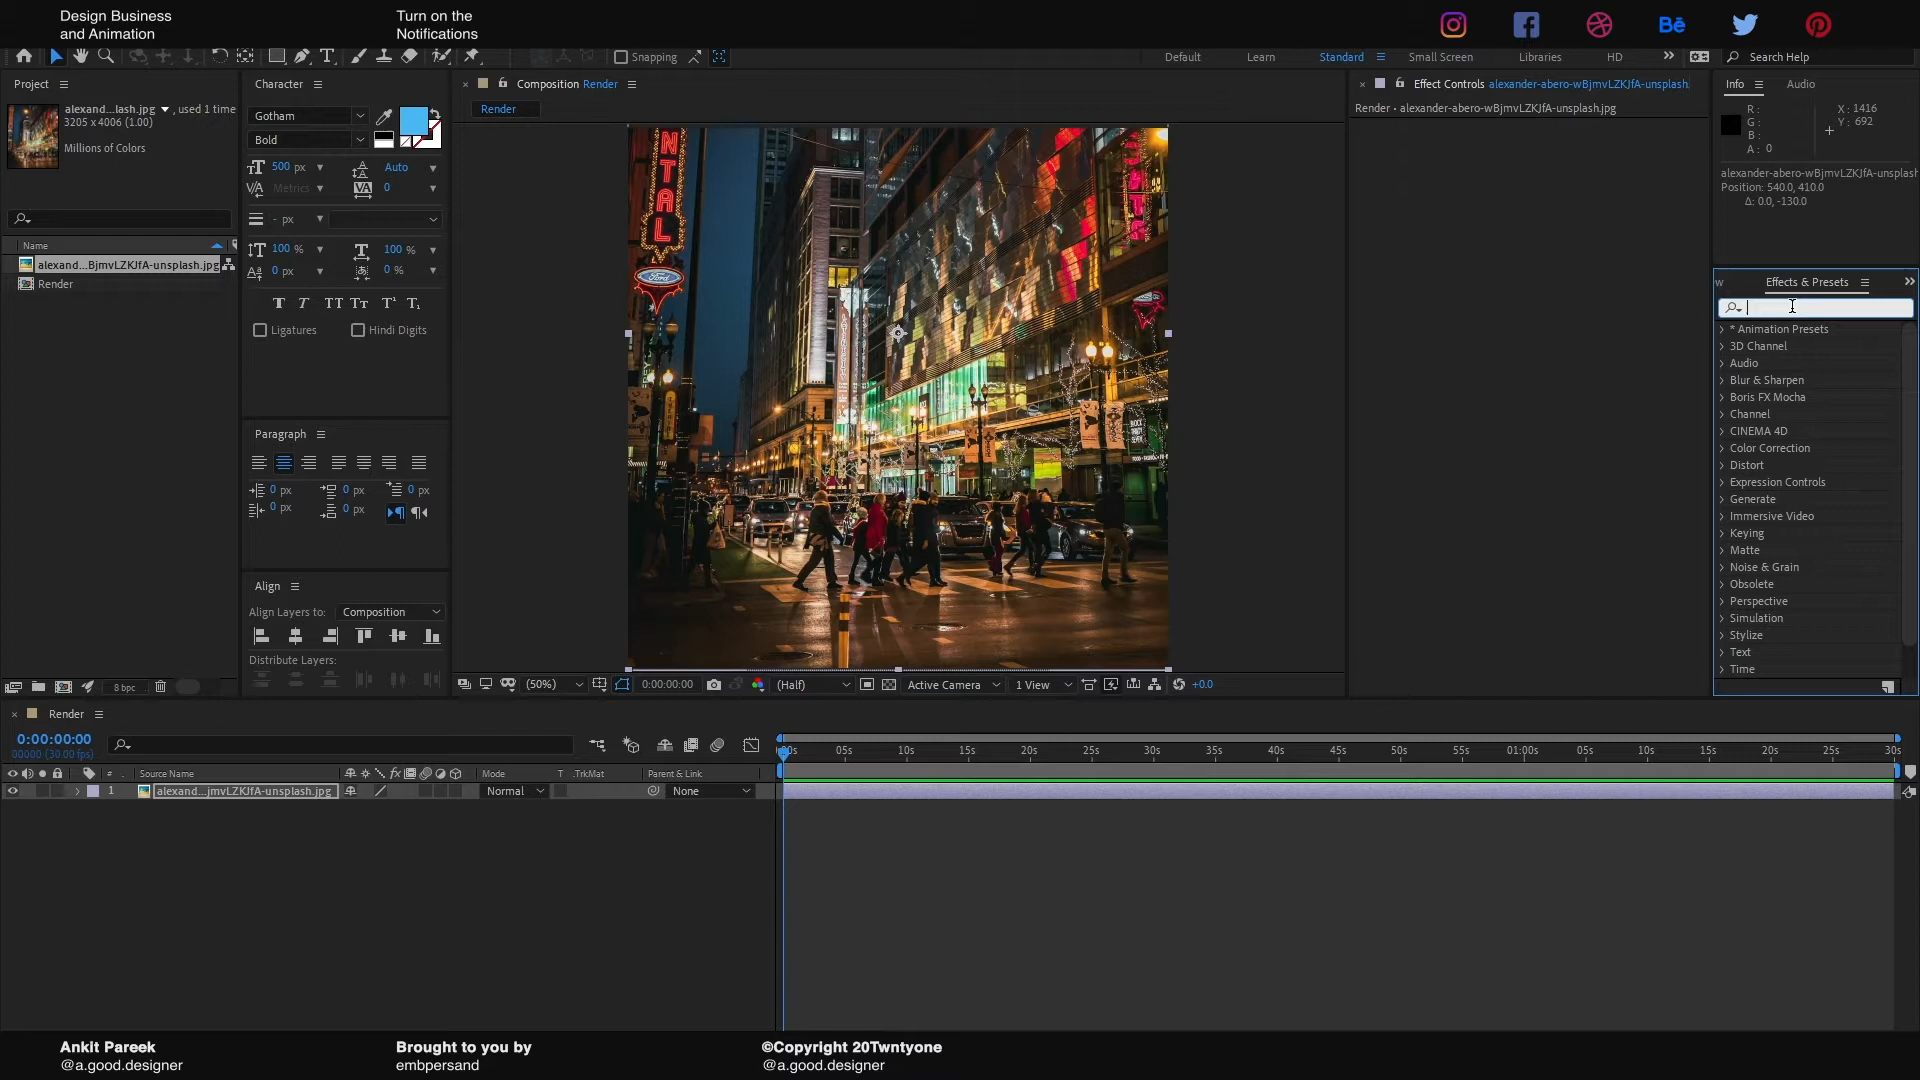 Design Business
and Animation
Turn on the
Notifications
Bē
Snapping
Default
Learn
Standard
Small Screen
Libraries
HD
Search Help
Project
alexand...lash.jpg
, used 1 time
3205 x 4006 (1.00)
Millions of Colors
Name
alexand...BjmvLZKJfA-unsplash.jpg
Render
8 bpc
Character
Gotham
Bold
500 px
Auto
Metrics
0
- px
100 %
100 %
0 px
0 %
Ligatures
Hindi Digits
Paragraph
0 px
0 px
0 px
0 px
0 px
Align
Align Layers to:
Composition
Distribute Layers:
Composition Render
Render
NTAL
Ford
(50%)
0:00:00:00
(Half)
Active Camera
1 View
+0.0
Effect Controls alexander-abero-wBjmvLZKJfA-unsplash.
Render • alexander-abero-wBjmvLZKJfA-unsplash.jpg
Info
Audio
R :
G :
B :
A : 0
X : 1416
Y : 692
alexander-abero-wBjmvLZKJfA-unsplash
Position: 540.0, 410.0
Δ: 0.0, -130.0
w
Effects & Presets
* Animation Presets
3D Channel
Audio
Blur & Sharpen
Boris FX Mocha
Channel
CINEMA 4D
Color Correction
Distort
Expression Controls
Generate
Immersive Video
Keying
Matte
Noise & Grain
Obsolete
Perspective
Simulation
Stylize
Text
Time
Render
0:00:00:00
00000 (30.00 fps)
# .
Source Name
Mode
T .TrkMat
Parent & Link
1
alexand...jmvLZKJfA-unsplash.jpg
Normal
None
05s
10s
15s
20s
25s
30s
35s
40s
45s
50s
55s
01:00s
05s
10s
15s
20s
25s
30s
Ankit Pareek
@a.good.designer
Brought to you by
embpersand
©Copyright 20Twntyone
@a.good.designer